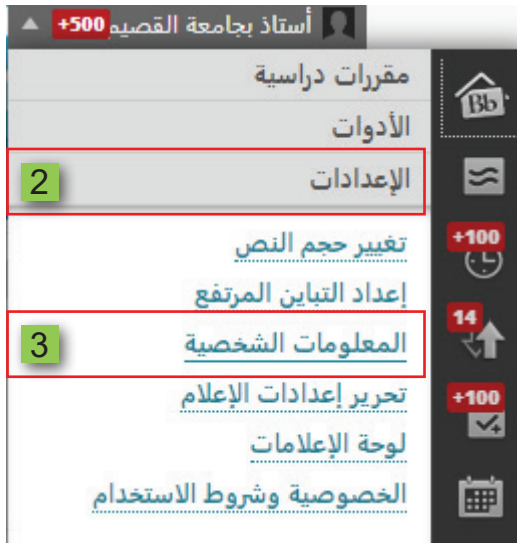 أستاذ بجامعة القصيم +500
مقررات دراسية
Bb
الأدوات
2 الإعدادات
تغيير حجم النص
+100
إعداد التباين المرتفع
3 المعلومات الشخصية
14
تحرير إعدادات الإعلام
+100
لوحة الإعلامات
الخصوصية وشروط الاستخدام